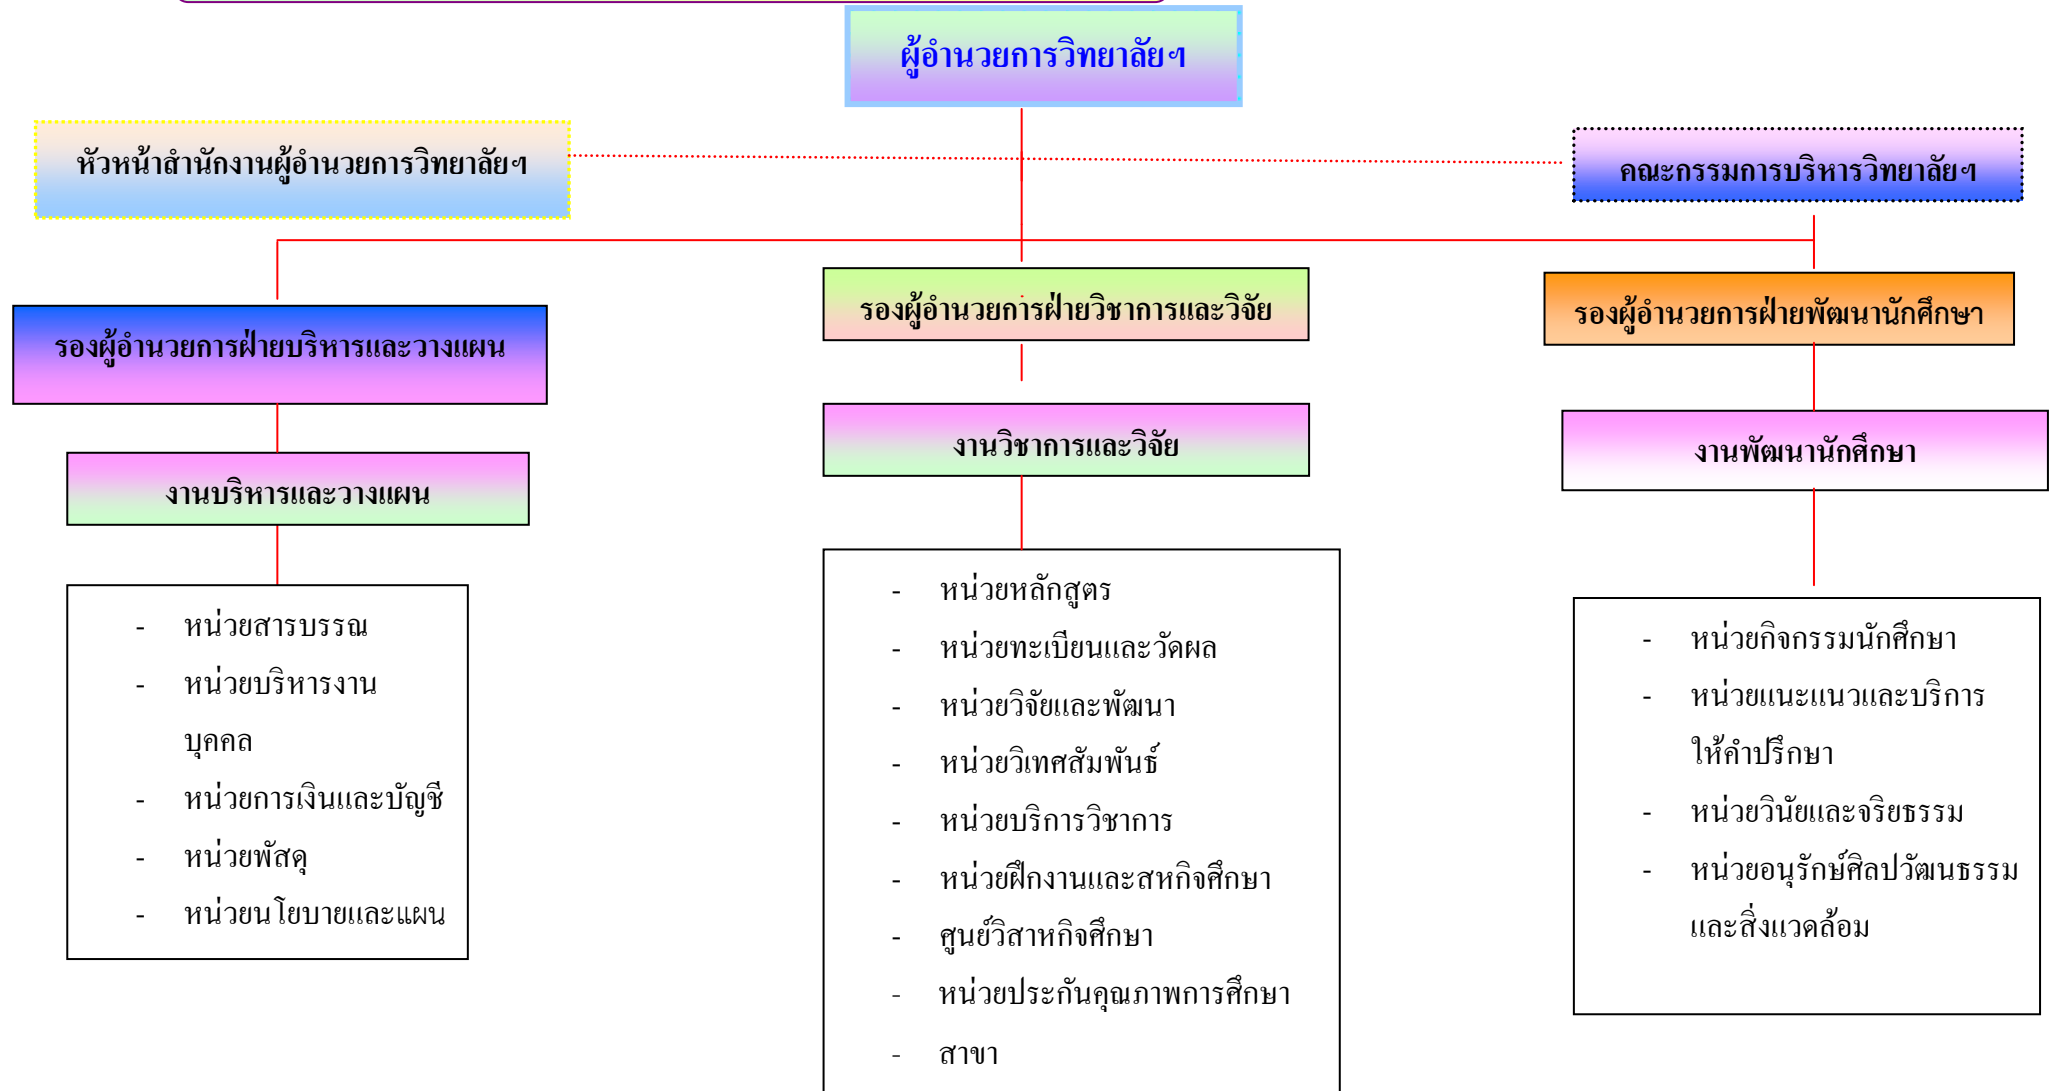 ผู้อำนวยการวิทยาลัยฯ
หัวหน้าสำนักงานผู้อำนวยการวิทยาลัยฯ
คณะกรรมการบริหารวิทยาลัยฯ
รองผู้อำนวยการฝ่ายบริหารและวางแผน
งานบริหารและวางแผน
- หน่วยสารบรรณ
- หน่วยบริหารงาน
บุคคล
- หน่วยการเงินและบัญชี
- หน่วยพัสดุ
- หน่วยนโยบายและแผน
รองผู้อำนวยการฝ่ายวิชาการและวิจัย
งานวิชาการและวิจัย
- หน่วยหลักสูตร
- หน่วยทะเบียนและวัดผล
- หน่วยวิจัยและพัฒนา
- หน่วยวิเทศสัมพันธ์
- หน่วยบริการวิชาการ
- หน่วยฝึกงานและสหกิจศึกษา
- ศูนย์วิสาหกิจศึกษา
- หน่วยประกันคุณภาพการศึกษา
- สาขา
รองผู้อำนวยการฝ่ายพัฒนานักศึกษา
งานพัฒนานักศึกษา
- หน่วยกิจกรรมนักศึกษา
- หน่วยแนะแนวและบริการ
ให้คำปรึกษา
- หน่วยวินัยและจริยธรรม
- หน่วยอนุรักษ์ศิลปวัฒนธรรม
และสิ่งแวดล้อม